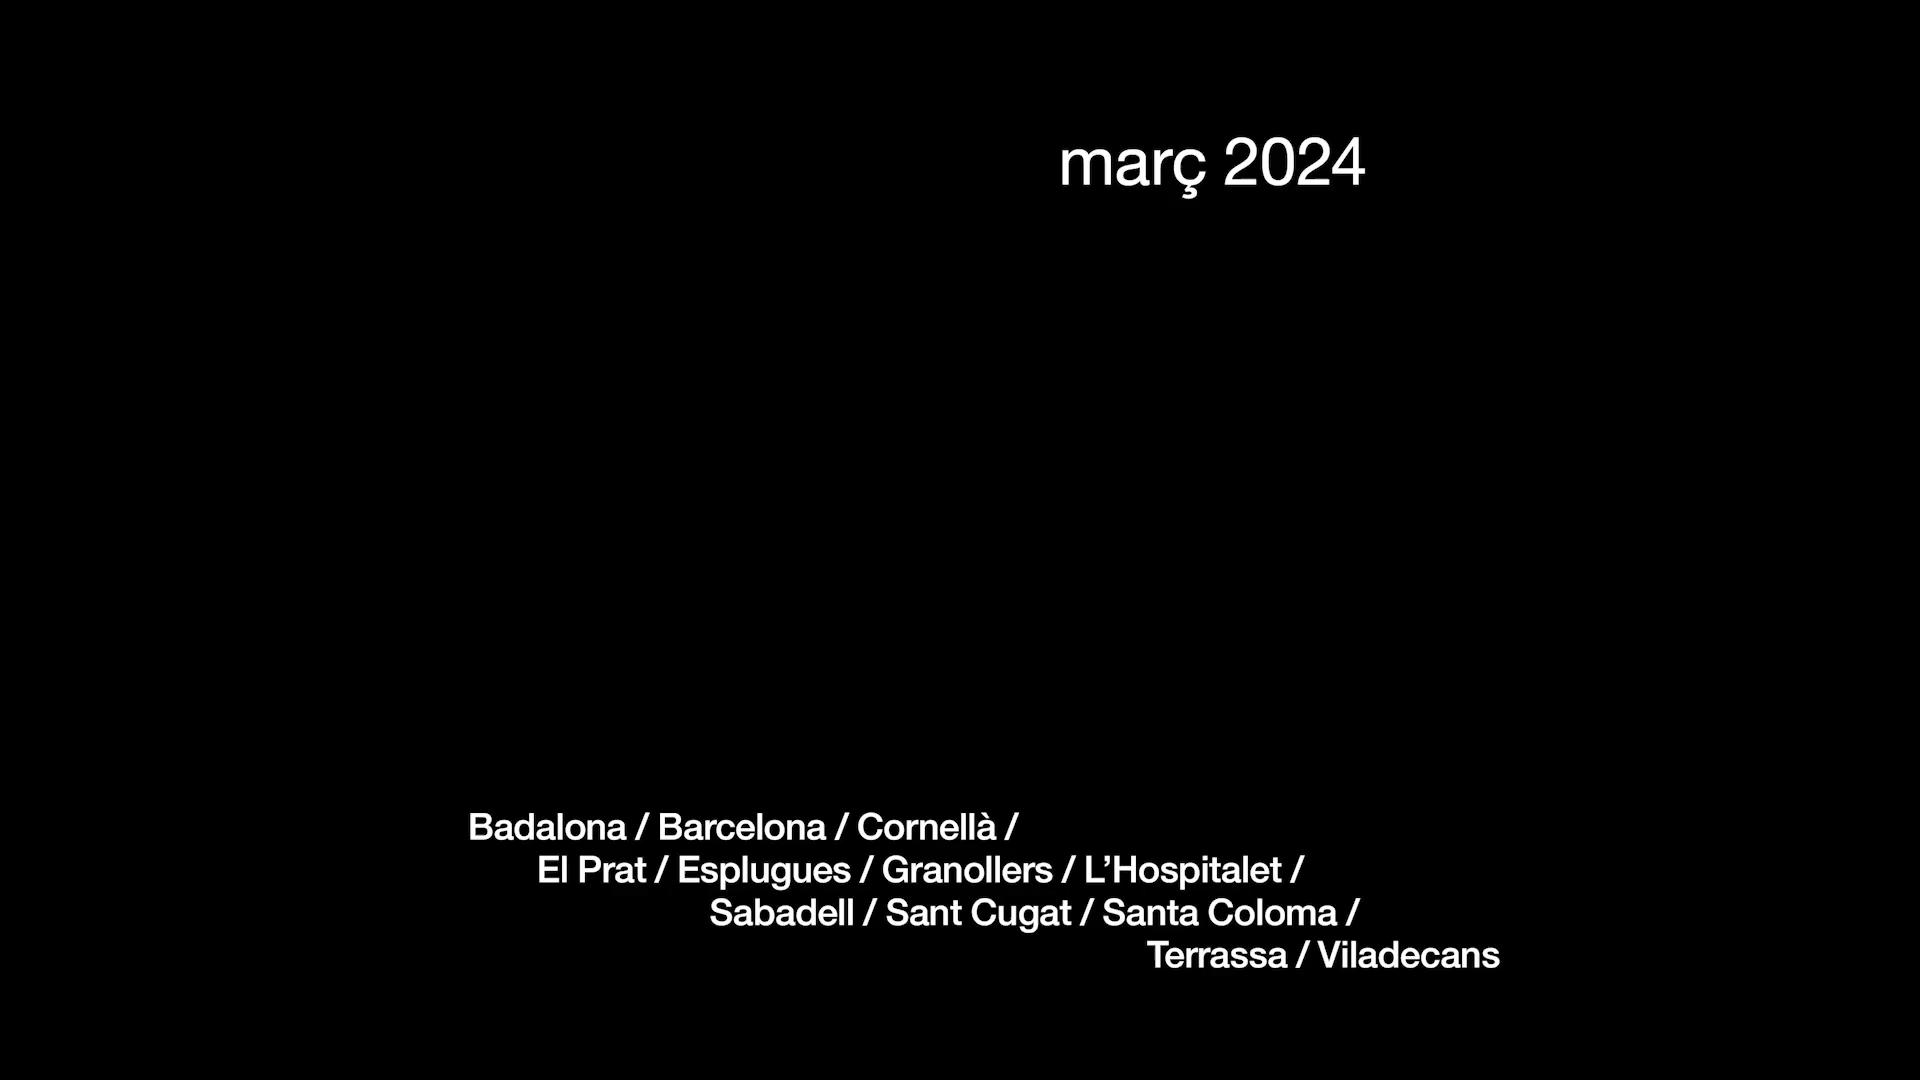 març 2024
Badalona / Barcelona / Cornellà /
El Prat / Esplugues / Granollers / L’Hospitalet /
Sabadell / Sant Cugat / Santa Coloma /
Terrassa / Viladecans